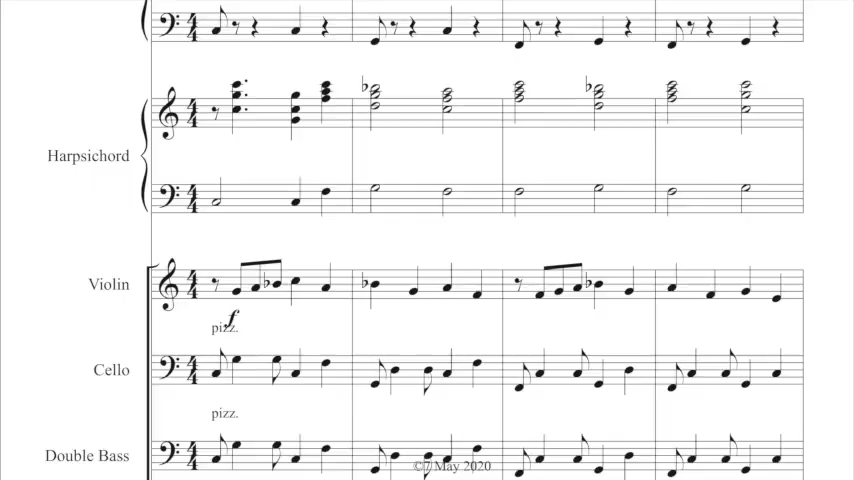 Harpsichord
Violin
f
pizz.
Cello
pizz.
Double Bass
©7 May 2020